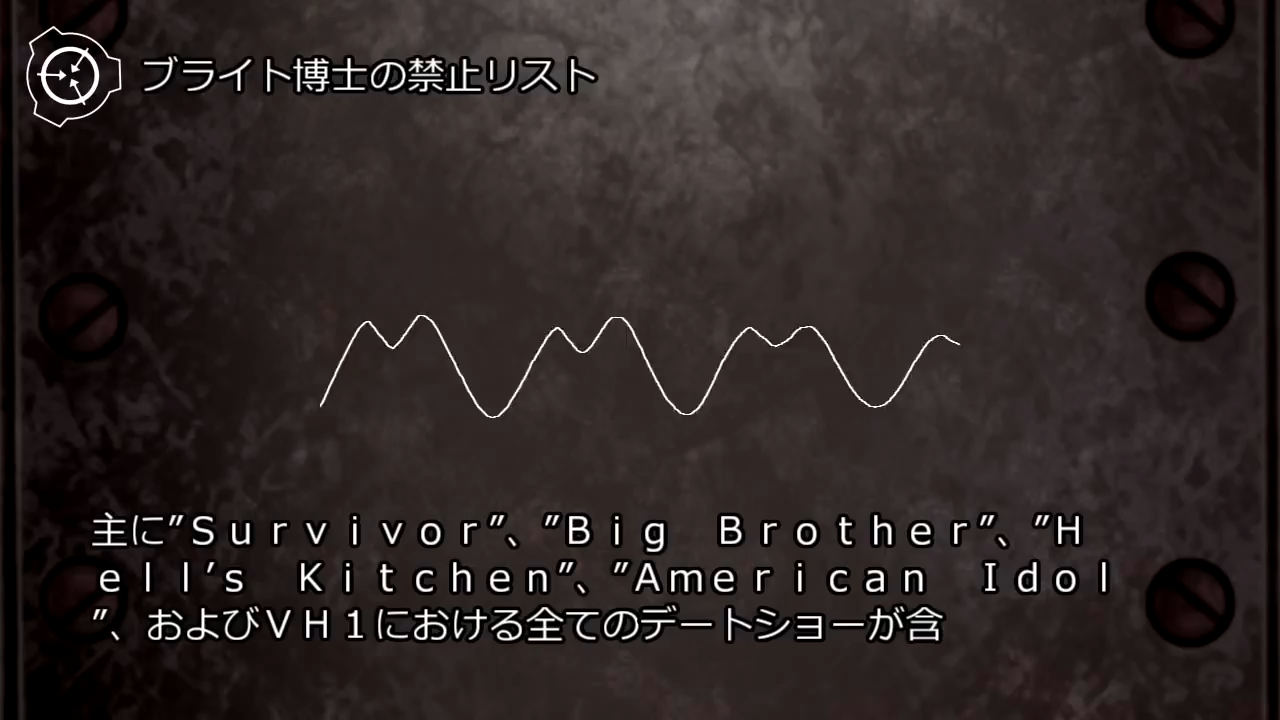 ブライト博士の禁止リスト
主に”Ｓｕｒｖｉｖｏｒ”、”Ｂｉｇ　Ｂｒｏｔｈｅｒ”、”Ｈ
ｅｌｌ’ｓ　Ｋｉｔｃｈｅｎ”、”Ａｍｅｒｉｃａｎ　Ｉｄｏｌ
”、およびＶＨ１における全てのデートショーが含